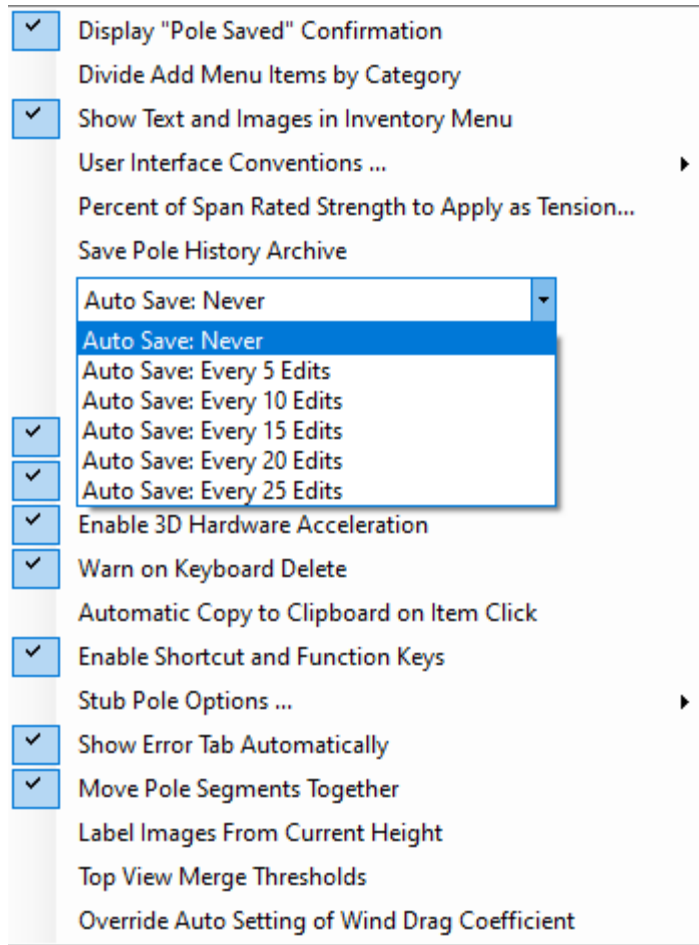 Display "Pole Saved" Confirmation
Divide Add Menu Items by Category
Show Text and Images in Inventory Menu
User Interface Conventions ...
Percent of Span Rated Strength to Apply as Tension...
Save Pole History Archive
Auto Save: Never
Auto Save: Never
Auto Save: Every 5 Edits
Auto Save: Every 10 Edits
Auto Save: Every 15 Edits
Auto Save: Every 20 Edits
Auto Save: Every 25 Edits
Enable 3D Hardware Acceleration
Warn on Keyboard Delete
Automatic Copy to Clipboard on Item Click
Enable Shortcut and Function Keys
Stub Pole Options ...
Show Error Tab Automatically
Move Pole Segments Together
Label Images From Current Height
Top View Merge Thresholds
Override Auto Setting of Wind Drag Coefficient